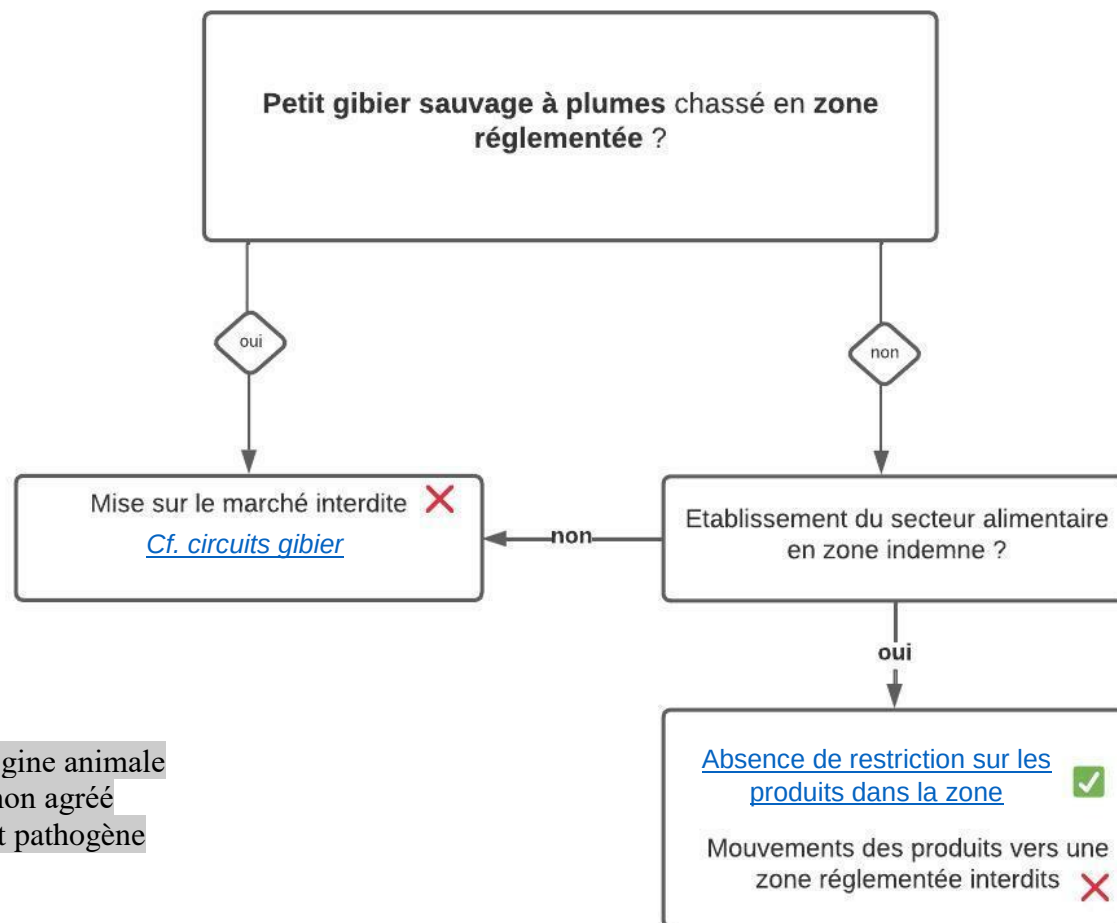 Petit gibier sauvage à plumes chassé en zone
réglementée ?
oui
non
Mise sur le marché interdite
Cf. circuits gibier
non
Etablissement du secteur alimentaire
en zone indemne ?
oui
Absence de restriction sur les
produits dans la zone
Mouvements des produits vers une
zone réglementée interdits
animale
non agréé
pathogène